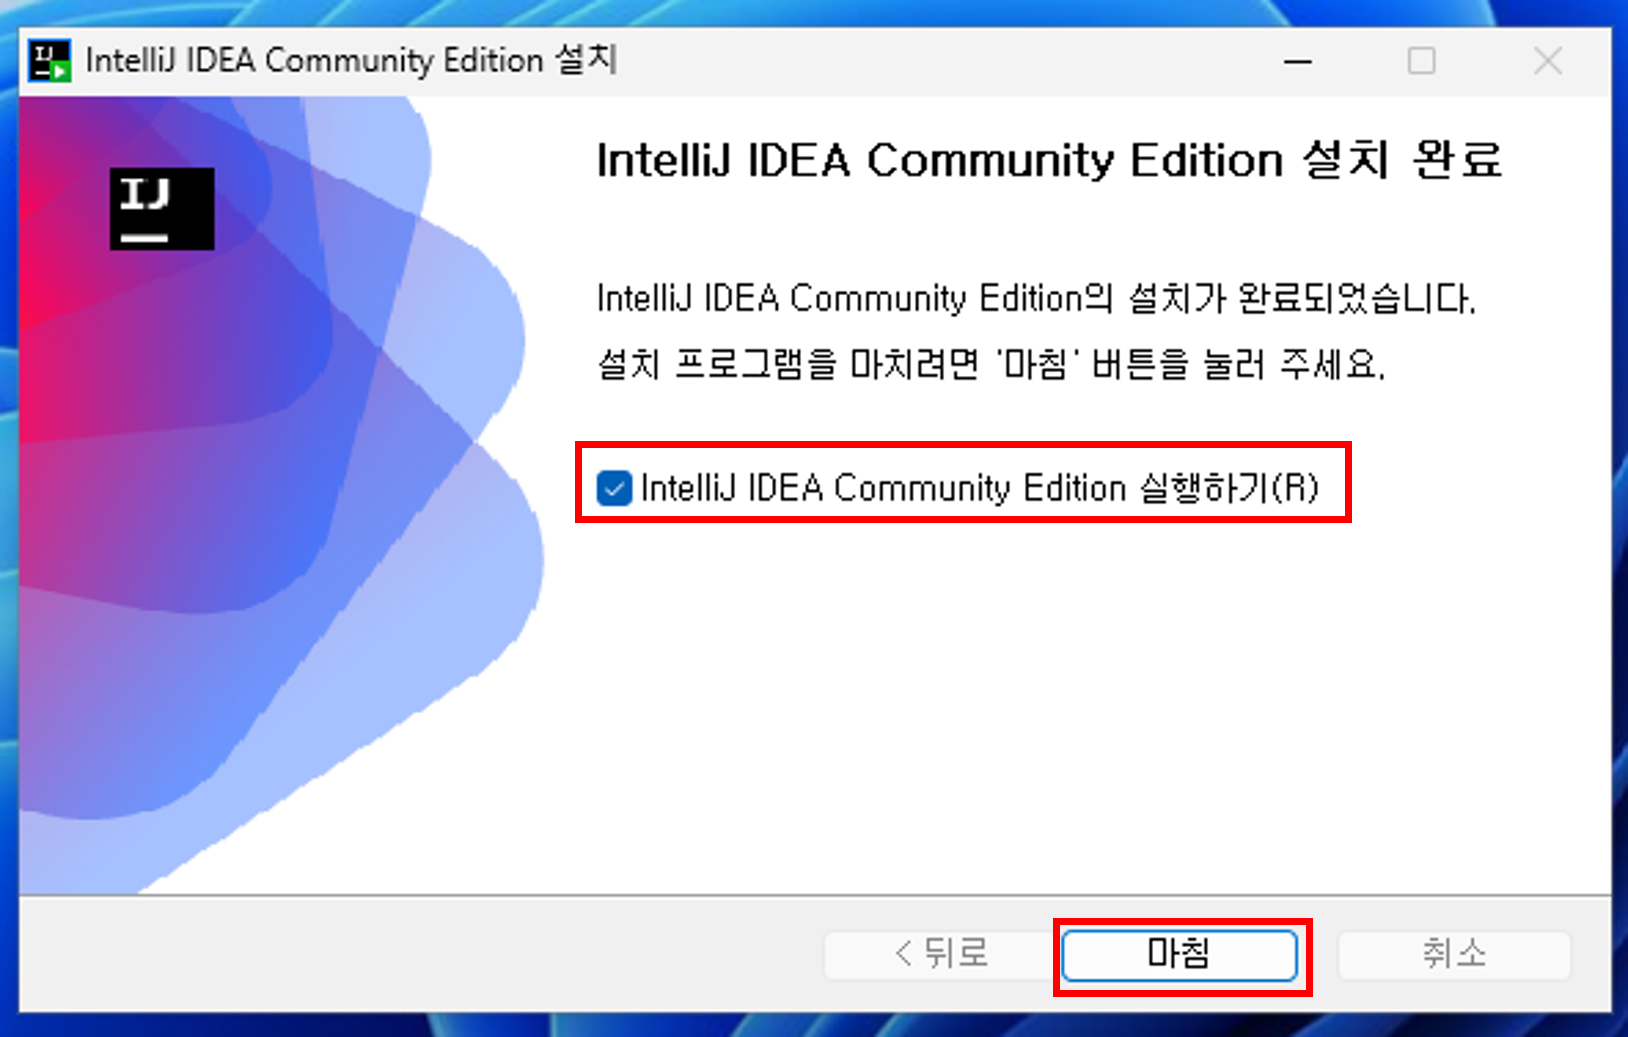 IntelliJ IDEA Community Edition 설치
IJ
IntelliJ IDEA Community Edition 설치 완료
IntelliJ IDEA Community Edition의 설치가 완료되었습니다.
설치 프로그램을 마치려면 '마침' 버튼을 눌러 주세요.
IntelliJ IDEA Community Edition 실행하기(R)
< 뒤로
마침
취소